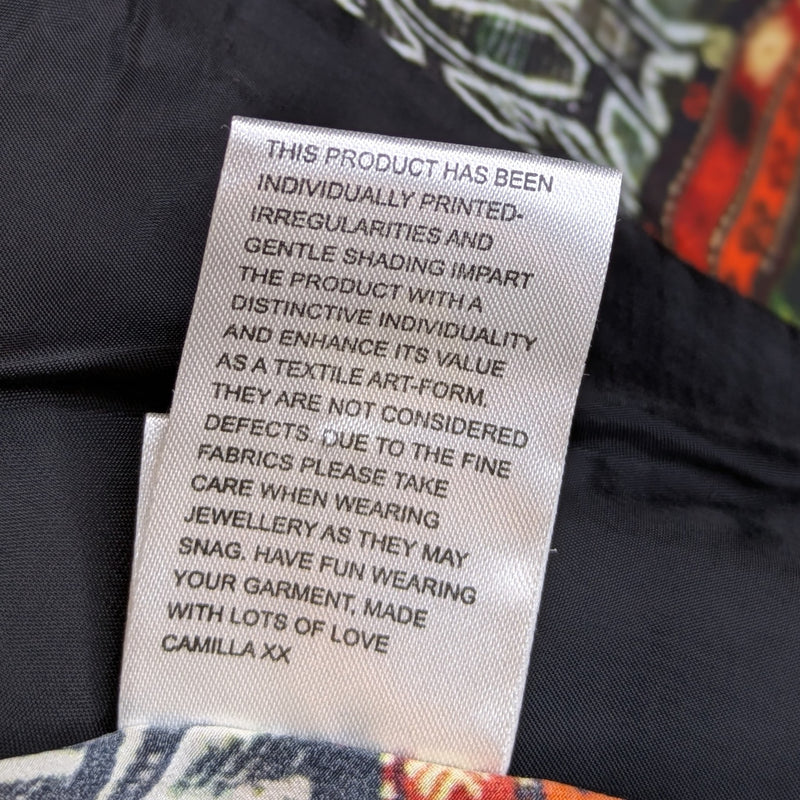 THIS PRODUCT HAS BEEN
INDIVIDUALLY PRINTED-
IRREGULARITIES AND
GENTLE SHADING IMPART
THE PRODUCT WITH A
DISTINCTIVE INDIVIDUALITY
AND ENHANCE ITS VALUE
AS A TEXTILE ART-FORM.
THEY ARE NOT CONSIDERED
DEFECTS. DUE TO THE FINE
FABRICS PLEASE TAKE
CARE WHEN WEARING
JEWELLERY AS THEY MAY
SNAG. HAVE FUN WEARING
YOUR GARMENT, MADE
WITH LOTS OF LOVE
CAMILLA XX